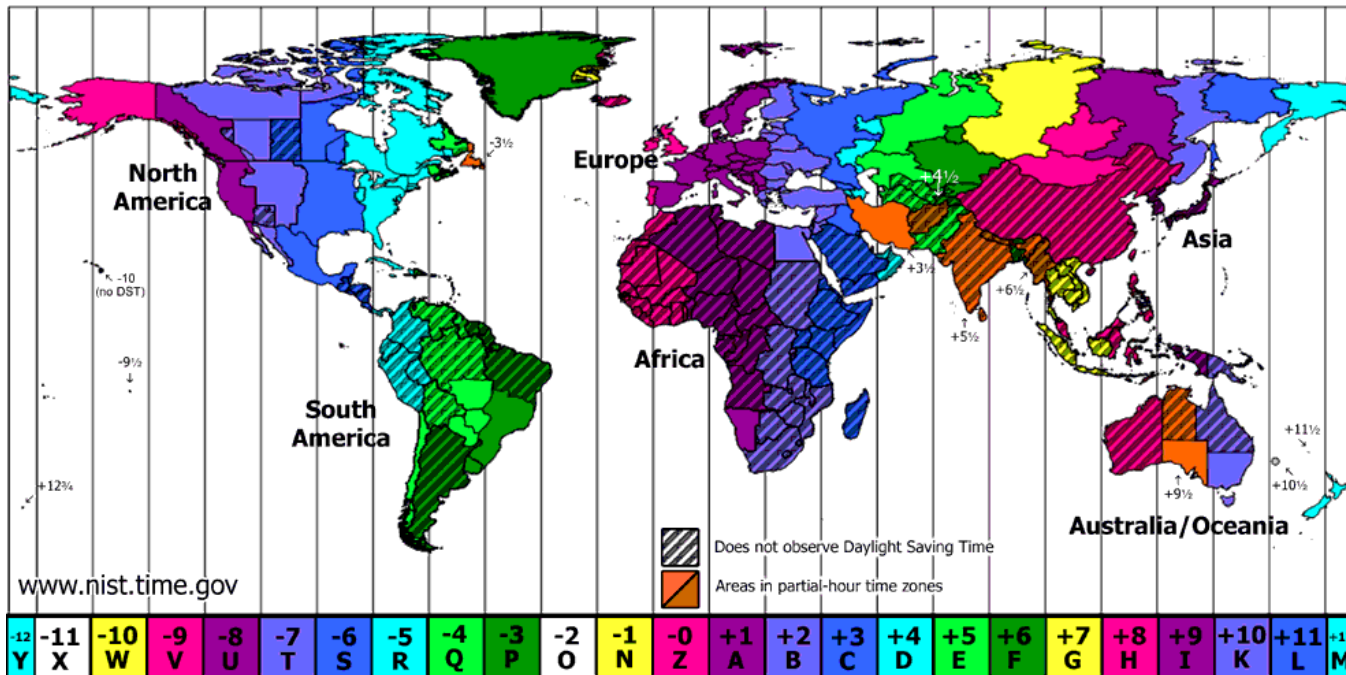 -3½
Europe
North
America
+4½
Asia
-10
(no DST)
+3½
+6½
+5½
Africa
-9½
South
America
+11½
+12¾
+10½
+9½
Australia/Oceania
Does not observe Daylight Saving Time
www.nist.time.gov
Areas in partial-hour time zones
-12 -11 -10 -9 -8 -7 -6 -5 -4 -3 -2 -1 -0 +1 +2 +3 +4 +5 +6 +7 +8 +9 +10 +11 +1
Y X W V U T S R Q P O N Z A B C D E F G H I K L M